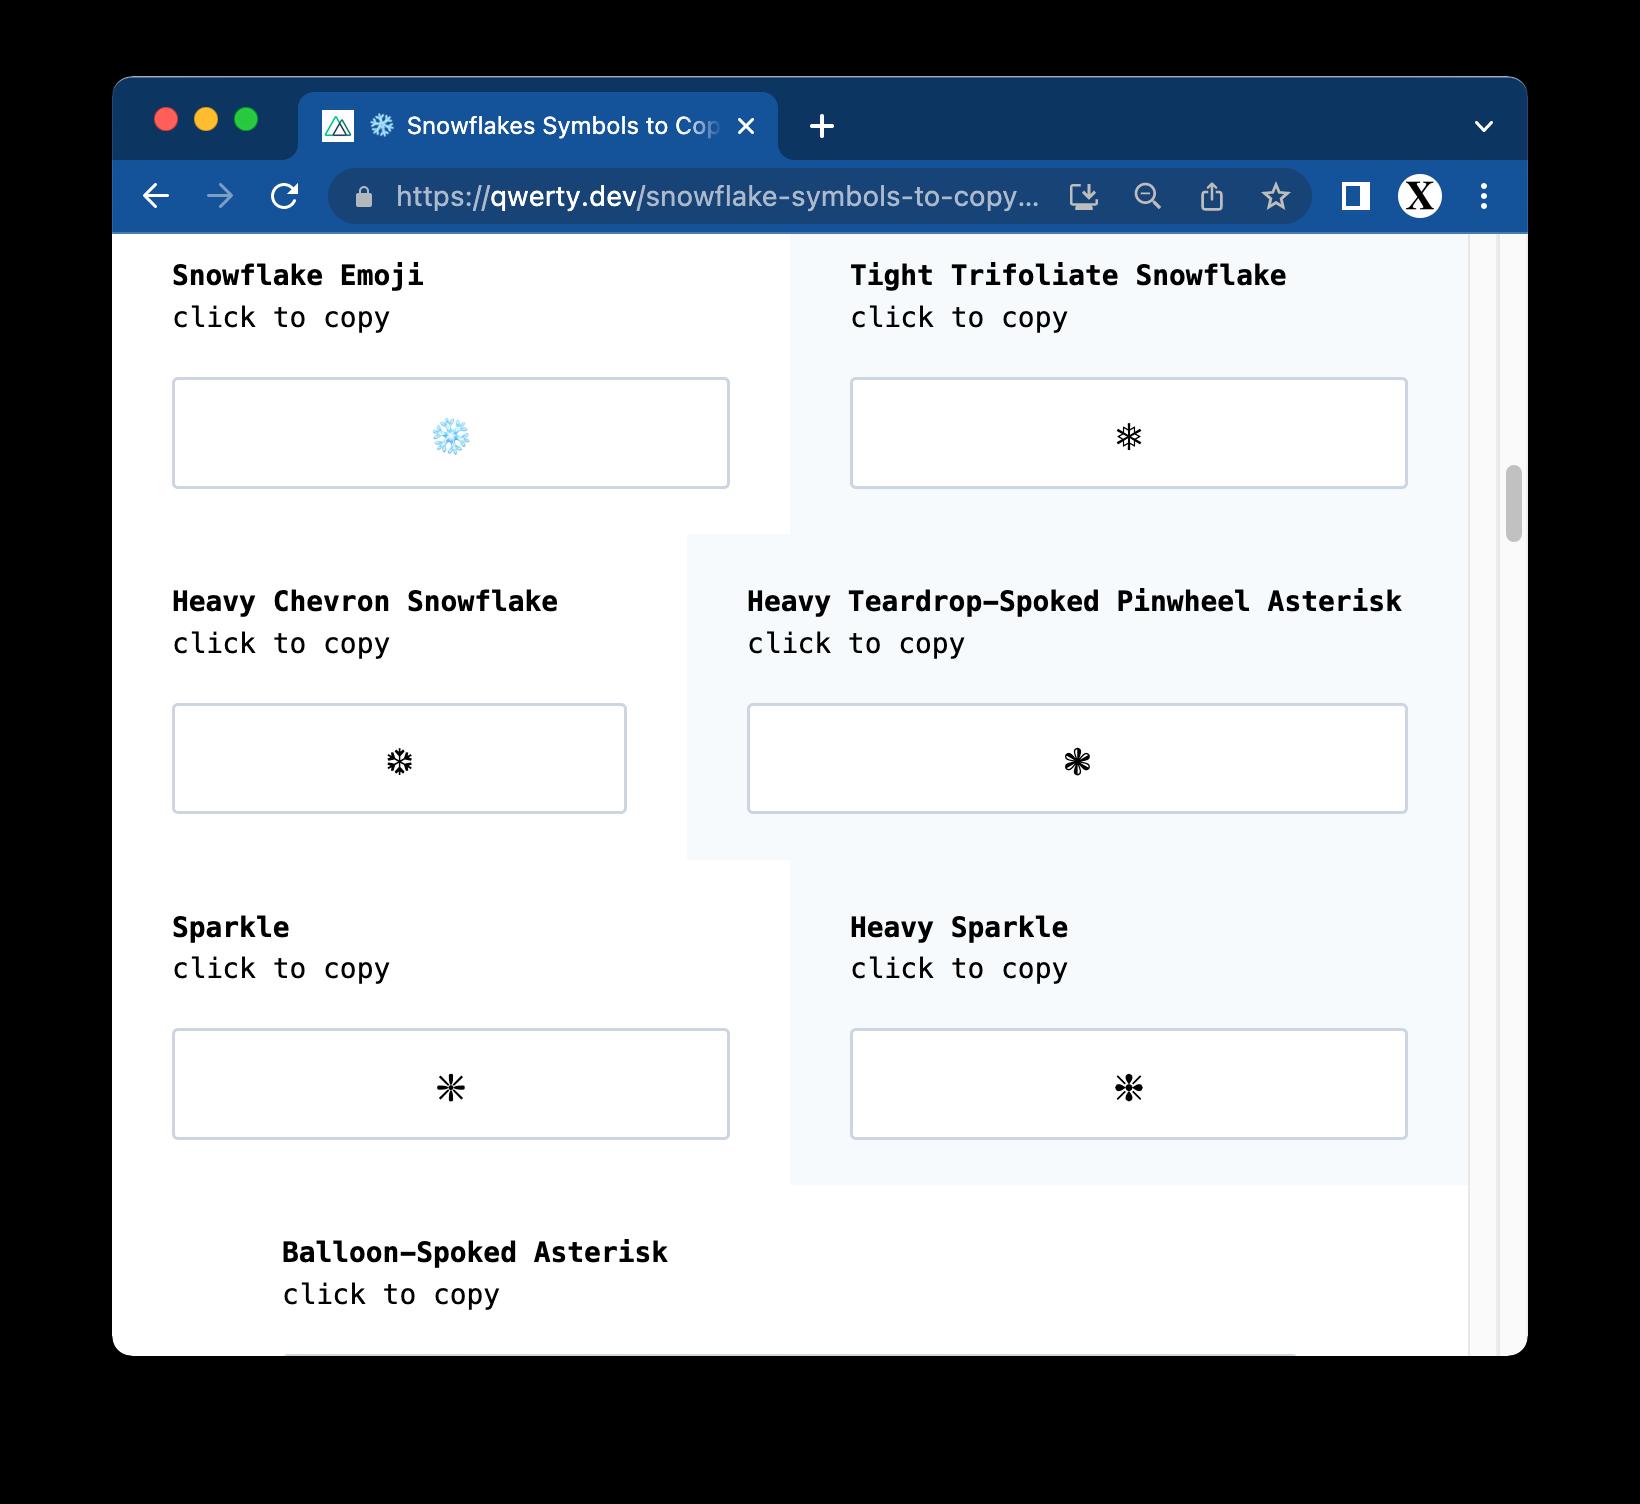 ❄️ Snowflakes Symbols to Cop
https://qwerty.dev/snowflake-symbols-to-copy...
X
Snowflake Emoji
click to copy
❄️
Tight Trifoliate Snowflake
click to copy
❅
Heavy Chevron Snowflake
click to copy
❆
Heavy Teardrop-Spoked Pinwheel Asterisk
click to copy
❃
Sparkle
click to copy
❈
Heavy Sparkle
click to copy
❉
Balloon-Spoked Asterisk
click to copy